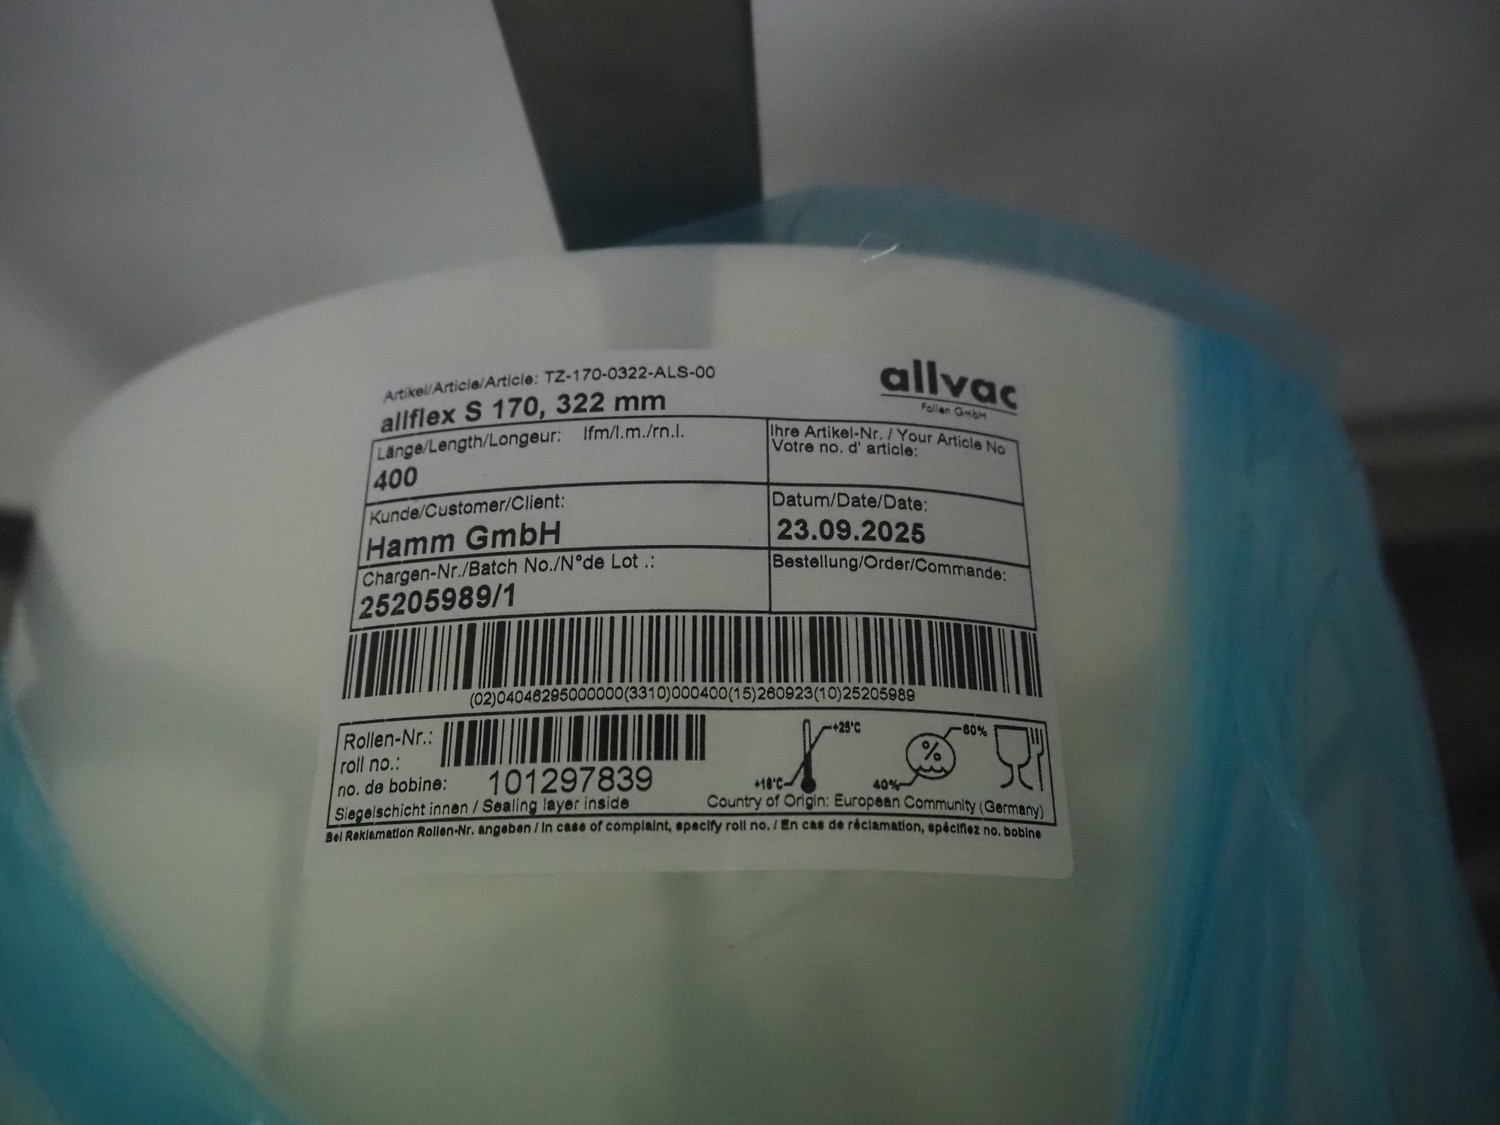 Artikel/Article/Article: TZ-170-0322-ALS-00
allflex S 170, 322 mm
allvac
Folien GmbH
Länge/Length/Longeur: lfm/l.m./rn.l.
400
Ihre Artikel-Nr. / Your Article No
Votre no. d' article:
Kunde/Customer/Client:
Hamm GmbH
Datum/Date/Date:
23.09.2025
Chargen-Nr./Batch No./N°de Lot .:
25205989/1
Bestellung/Order/Commande:
(02)04046295000000(3310)000400(15)260923(10)25205989
Rollen-Nr.:
roll no.:
no. de bobine: 101297839
+25°C
+18°C
%
60%
40%
Siegelschicht innen / Sealing layer inside
Country of Origin: European Community (Germany)
Bei Reklamation Rollen-Nr. angeben / In case of complaint, specify roll no. / En cas de réclamation, spécifiez no. bobine